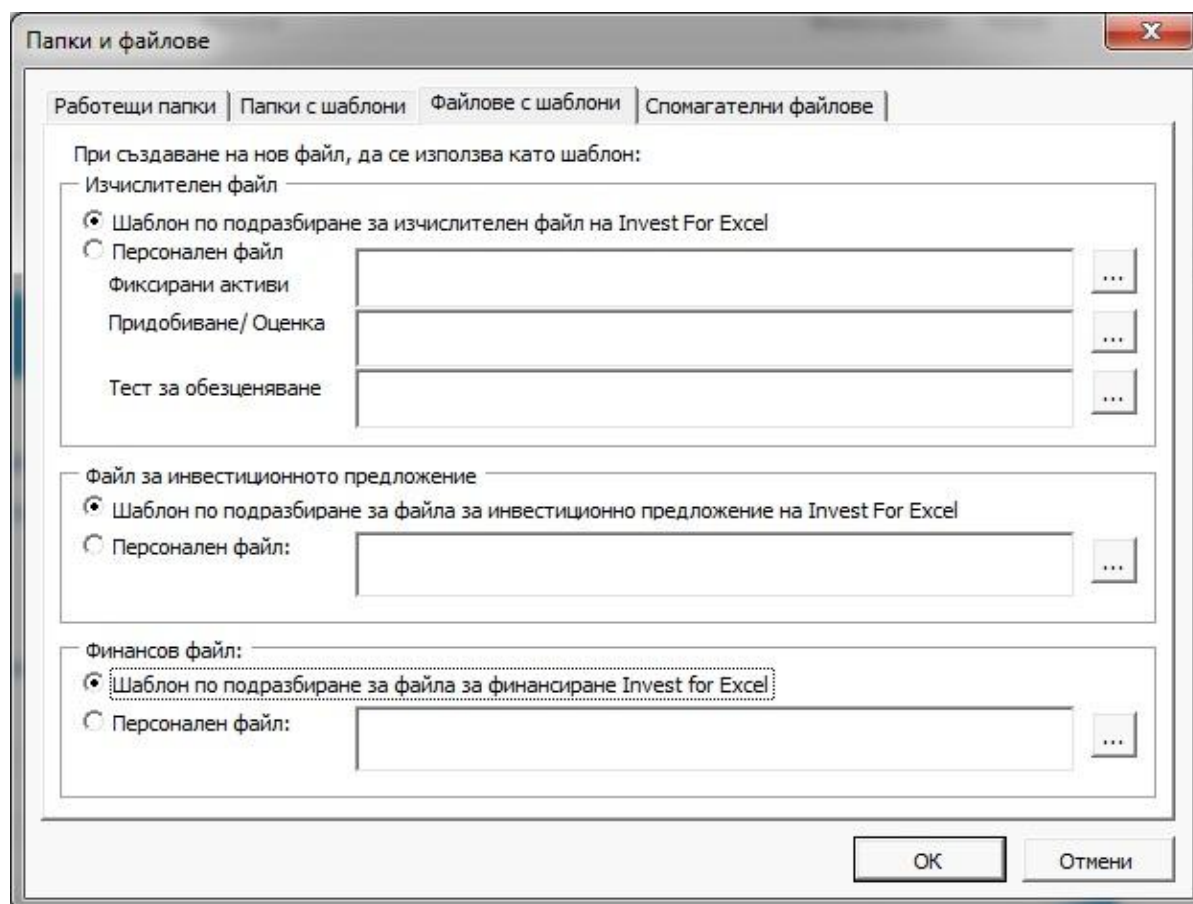 Папки и файлове
Работещи папки
Папки с шаблони
Файлове с шаблони
Спомагателни файлове
При създаване на нов файл, да се използва като шаблон:
Изчислителен файл
Шаблон по подразбиране за изчислителен файл на Invest For Excel
Персонален файл
...
Фиксирани активи
Придобиване/ Оценка
...
Тест за обезценяване
...
Файл за инвестиционното предложение
Шаблон по подразбиране за файла за инвестиционно предложение на Invest For Excel
Персонален файл:
...
Финансов файл:
Шаблон по подразбиране за файла за финансиране Invest for Excel
Персонален файл:
...
OK
Отмени